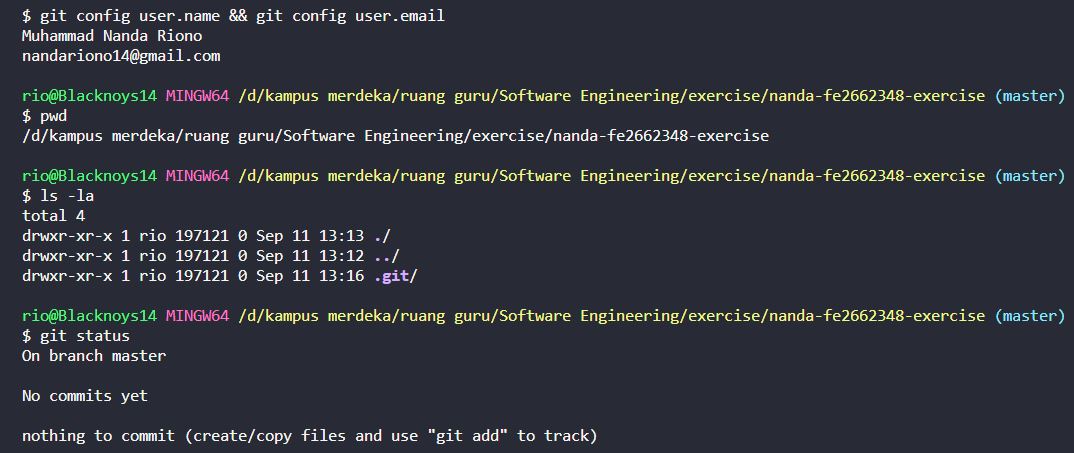 $ git config user.name && git config user.email
Muhammad Nanda Riono
nandariono14@gmail.com
rio@Blacknoys14 MINGW64 /d/kampus merdeka/ruang guru/Software Engineering/exercise/nanda-fe2662348-exercise (master)
$ pwd
/d/kampus merdeka/ruang guru/Software Engineering/exercise/nanda-fe2662348-exercise
rio@Blacknoys14 MINGW64 /d/kampus merdeka/ruang guru/Software Engineering/exercise/nanda-fe2662348-exercise (master)
$ ls -la
total 4
drwxr-xr-x 1 rio 197121 0 Sep 11 13:13 ./
drwxr-xr-x 1 rio 197121 0 Sep 11 13:12 ../
drwxr-xr-x 1 rio 197121 0 Sep 11 13:16 .git/
rio@Blacknoys14 MINGW64 /d/kampus merdeka/ruang guru/Software Engineering/exercise/nanda-fe2662348-exercise (master)
$ git status
On branch master
No commits yet
nothing to commit (create/copy files and use "git add" to track)